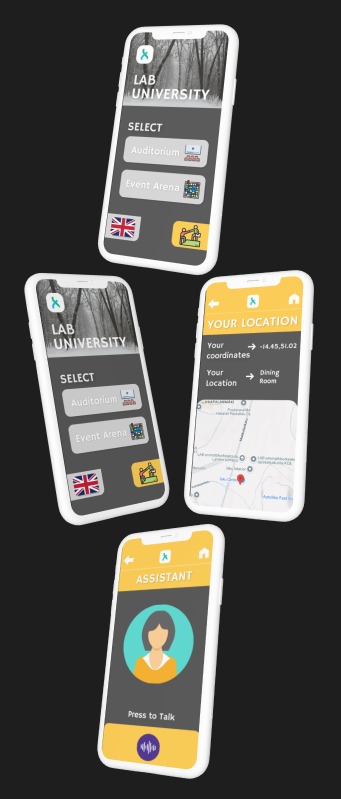 LAB
UNIVERSITY
SELECT
Auditorium
Event Arena
LAB
UNIVERSITY
SELECT
Auditorium
Event Arena
YOUR LOCATION
Your coordinates → -14.45,51.02
Your Location → Dining Room
ASSISTANT
Press to Talk